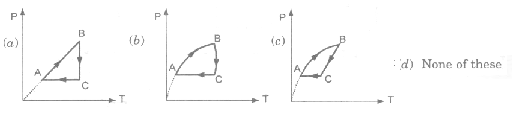 (a) P A B C T
(b) P A B C T
(c) P A B C T
(d) None of these